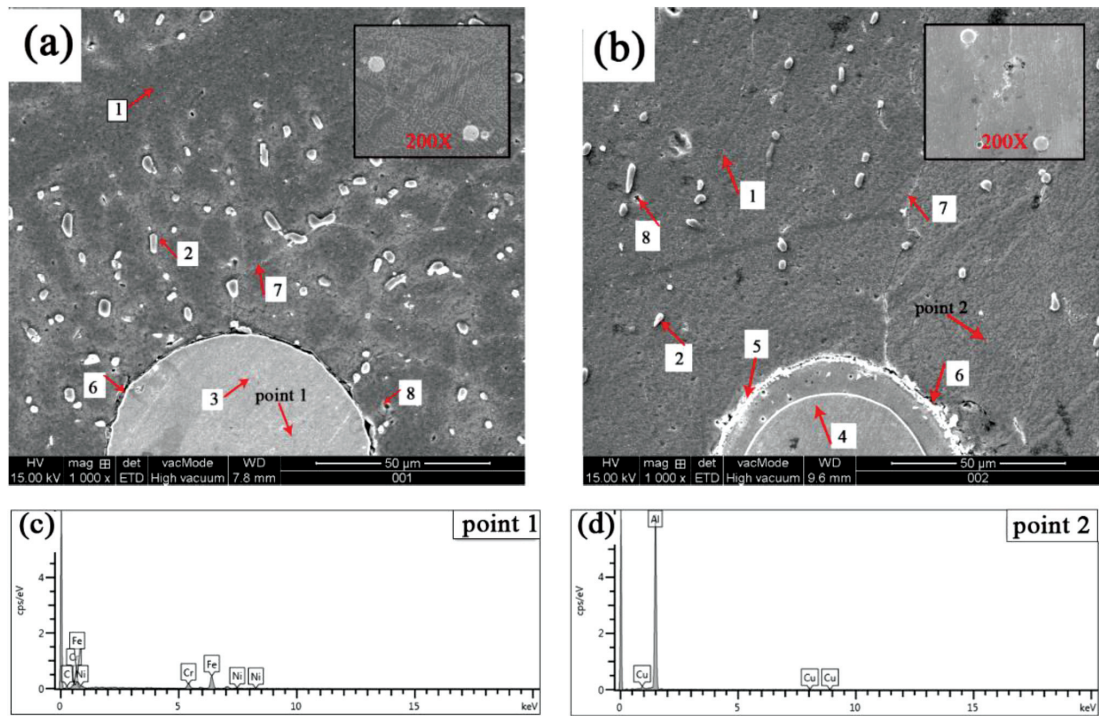 (a)
200X
1
2
7
6
3
8
point 1
HV mag ⊞ det vacMode WD 50 μm
15.00 kV 1 000 x ETD High vacuum 7.8 mm 001
(b)
200X
1
7
8
point 2
2
5
6
4
HV mag ⊞ det vacMode WD 50 μm
15.00 kV 1 000 x ETD High vacuum 9.6 mm 002
(c)
point 1
cps/eV
4
2
0
Fe
C
C Ni
Cr
Fe
Ni
Ni
0 5 10 15 keV
(d)
point 2
cps/eV
4
2
0
Al
Cu
Cu
Cu
0 5 10 15 keV